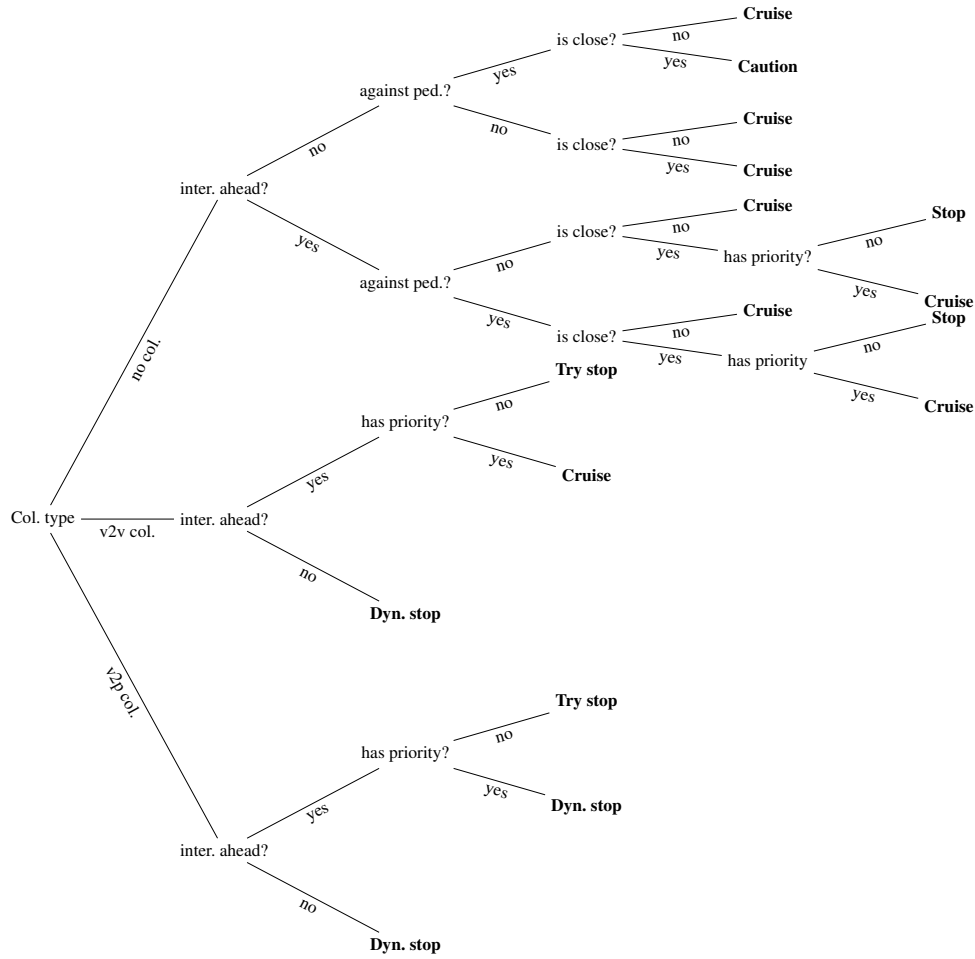 Cruise
is close?
no
yes
Caution
against ped.?
yes
no
Cruise
is close?
no
yes
Cruise
inter. ahead?
no
yes
Cruise
is close?
no
yes
Stop
has priority?
no
yes
Cruise
against ped.?
no
yes
Cruise
is close?
no
yes
Stop
has priority
no
yes
Cruise
no col.
Try stop
has priority?
no
yes
Cruise
Col. type
v2v col.
inter. ahead?
yes
no
Dyn. stop
v2p col.
Try stop
has priority?
no
yes
Dyn. stop
inter. ahead?
yes
no
Dyn. stop